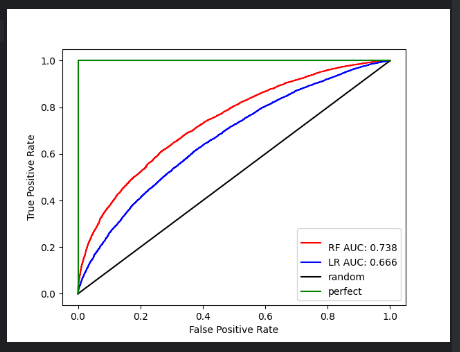 1.0
0.8
0.6
0.4
0.2
0.0
True Positive Rate
0.0 0.2 0.4 0.6 0.8 1.0
False Positive Rate
RF AUC: 0.738
LR AUC: 0.666
random
perfect